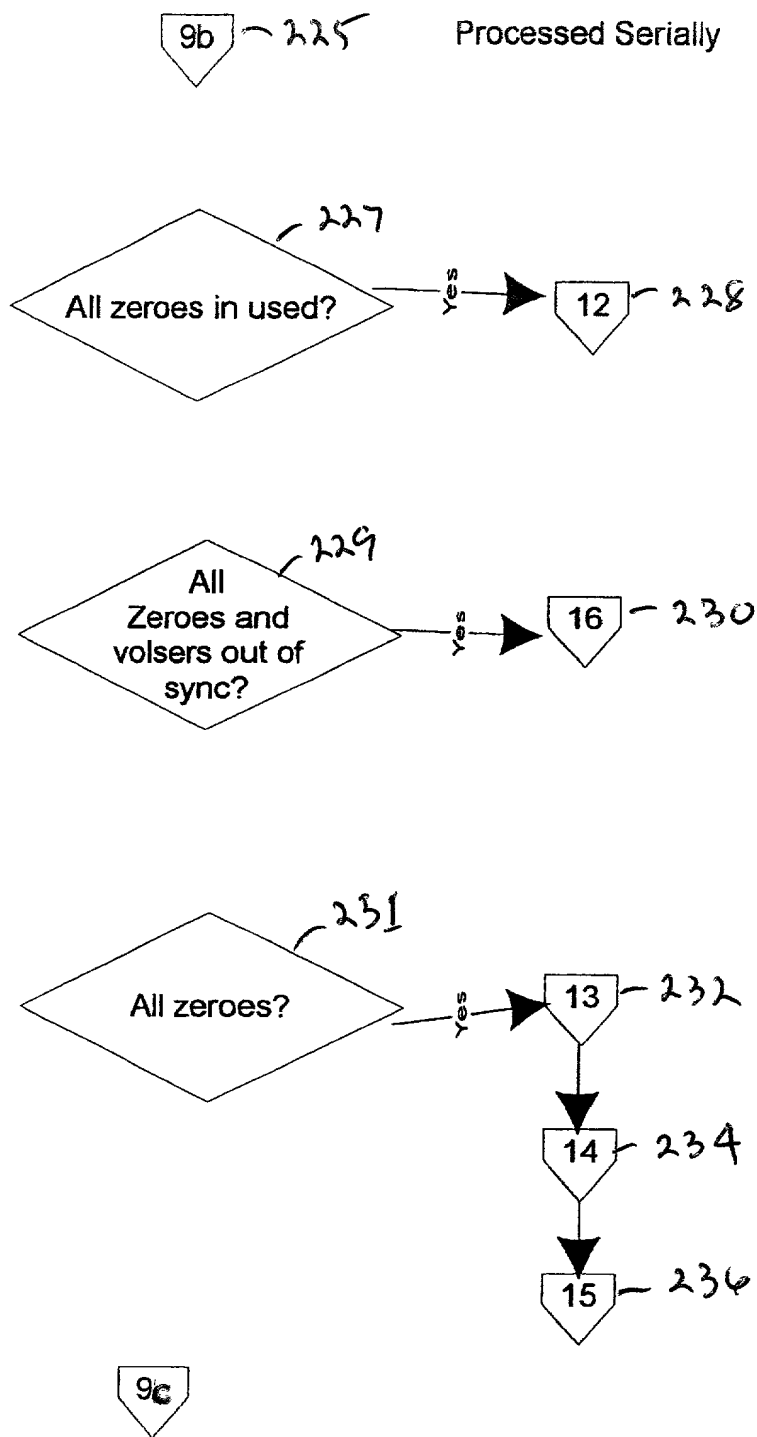 9b 225 Processed Serially
227
All zeroes in used?
Yes
12 228
229
All
Zeroes and
volsers out of
sync?
Yes
16 230
231
All zeroes?
Yes
13 232
14 234
15 236
9c